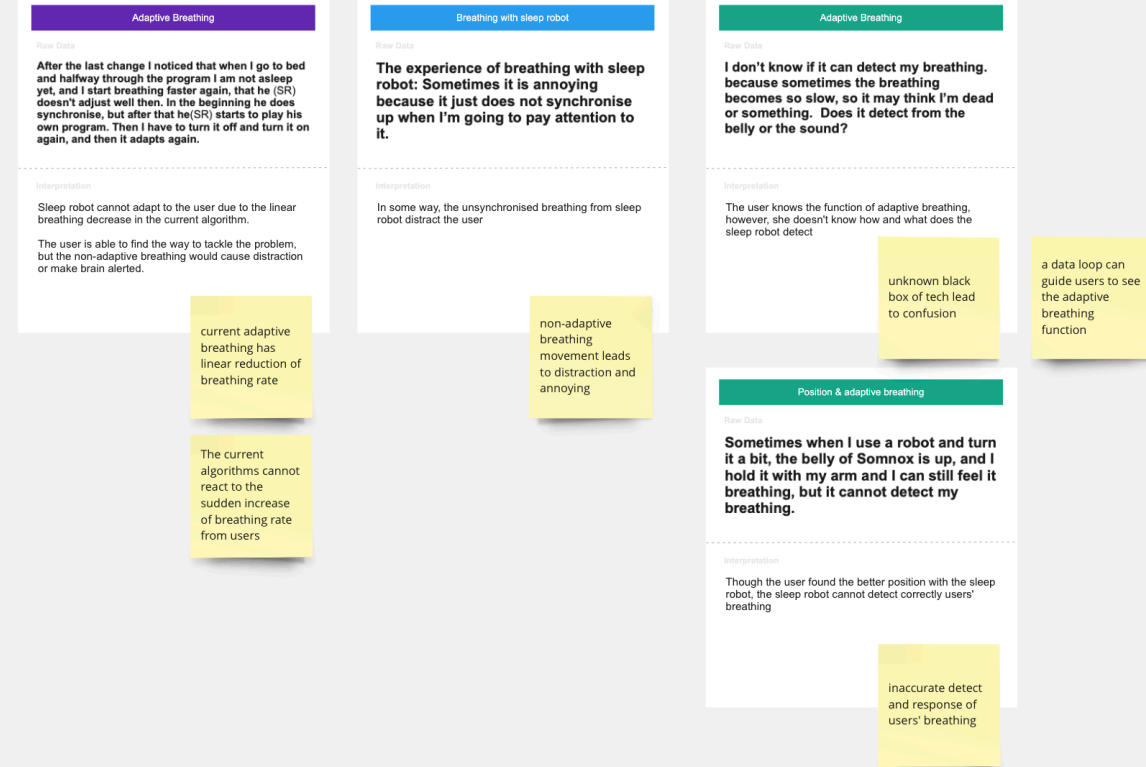 Adaptive Breathing
Raw Data
After the last change I noticed that when I go to bed
and halfway through the program I am not asleep
yet, and I start breathing faster again, that he (SR)
doesn't adjust well then. In the beginning he does
synchronise, but after that he(SR) starts to play his
own program. Then I have to turn it off and turn it on
again, and then it adapts again.
Interpretation
Sleep robot cannot adapt to the user due to the linear
breathing decrease in the current algorithm.
The user is able to find the way to tackle the problem,
but the non-adaptive breathing would cause distraction
or make brain alerted.
current adaptive
breathing has
linear reduction of
breathing rate
The current
algorithms cannot
react to the
sudden increase
of breathing rate
from users
Breathing with sleep robot
Raw Data
The experience of breathing with sleep
robot: Sometimes it is annoying
because it just does not synchronise
up when I'm going to pay attention to
it.
Interpretation
In some way, the unsynchronised breathing from sleep
robot distract the user
non-adaptive
breathing
movement leads
to distraction and
annoying
Adaptive Breathing
Raw Data
I don't know if it can detect my breathing.
because sometimes the breathing
becomes so slow, so it may think I'm dead
or something.  Does it detect from the
belly or the sound?
Interpretation
The user knows the function of adaptive breathing,
however, she doesn't know how and what does the
sleep robot detect
unknown black
box of tech lead
to confusion
a data loop can
guide users to see
the adaptive
breathing
function
Position & adaptive breathing
Raw Data
Sometimes when I use a robot and turn
it a bit, the belly of Somnox is up, and I
hold it with my arm and I can still feel it
breathing, but it cannot detect my
breathing.
Interpretation
Though the user found the better position with the sleep
robot, the sleep robot cannot detect correctly users'
breathing
inaccurate detect
and response of
users' breathing